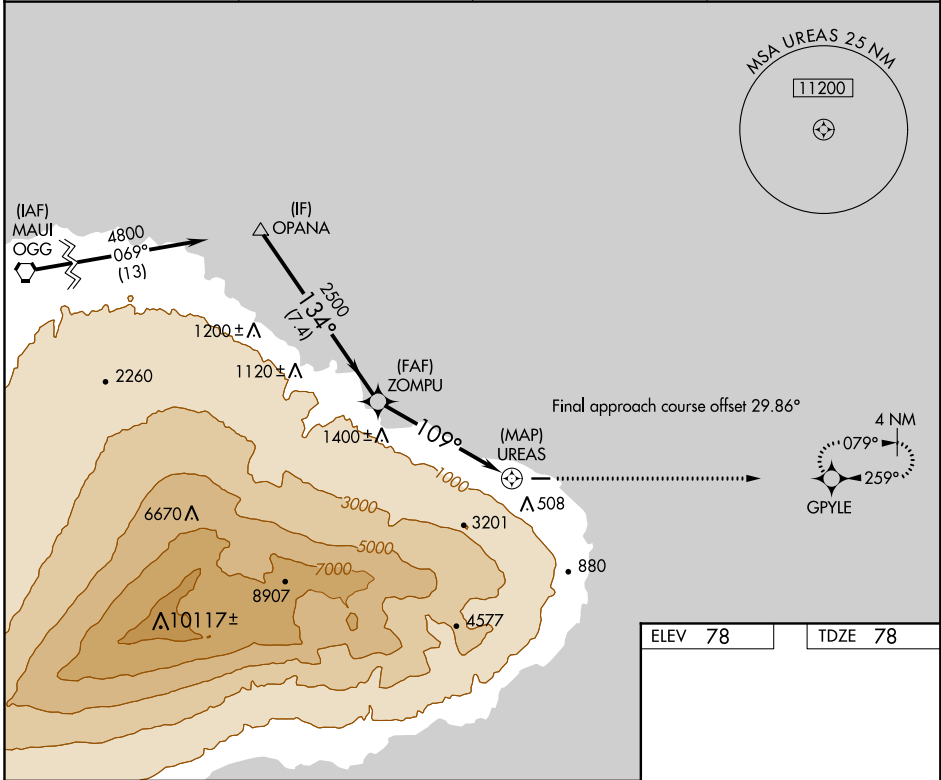 MSA UREAS 25 NM
11200
(IAF)
MAUI
OGG
4800
069°
(13)
(IF)
OPANA
2500
134°
(7.4)
1200 ±
1120 ±
2260
(FAF)
ZOMPU
Final approach course offset 29.86°
1400 ±
109°
(MAP)
UREAS
4 NM
079°
259°
GPYLE
1000
3000
508
6670
3201
5000
7000
880
8907
10117±
4577
ELEV 78
TDZE 78